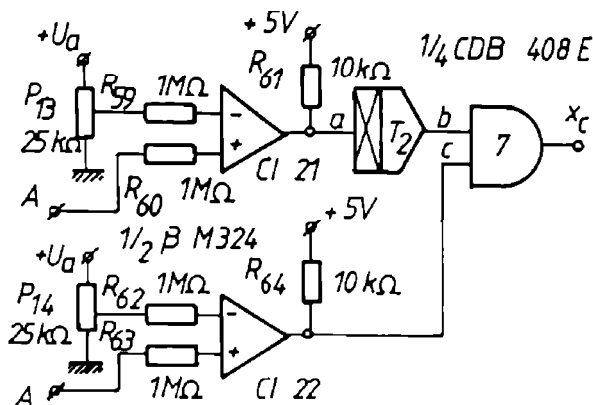 +Ua
+5V
1/4 CDB 408 E
R59
1MΩ
R61
10kΩ
P13
25kΩ
-
+
a
T2
b
c
7
xc
A
R60
1MΩ
CI 21
1/2 β M324
+5V
+Ua
R62
1MΩ
R64
10kΩ
P14
25kΩ
R63
-
+
A
1MΩ
CI 22